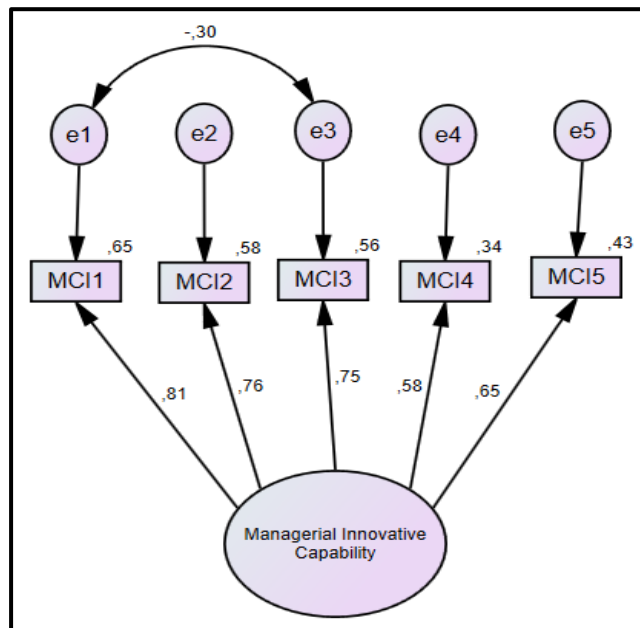 -,30
e1
e2
e3
e4
e5
,65
,58
,56
,34
,43
MCI1
MCI2
MCI3
MCI4
MCI5
,81
,76
,75
,58
,65
Managerial Innovative
Capability